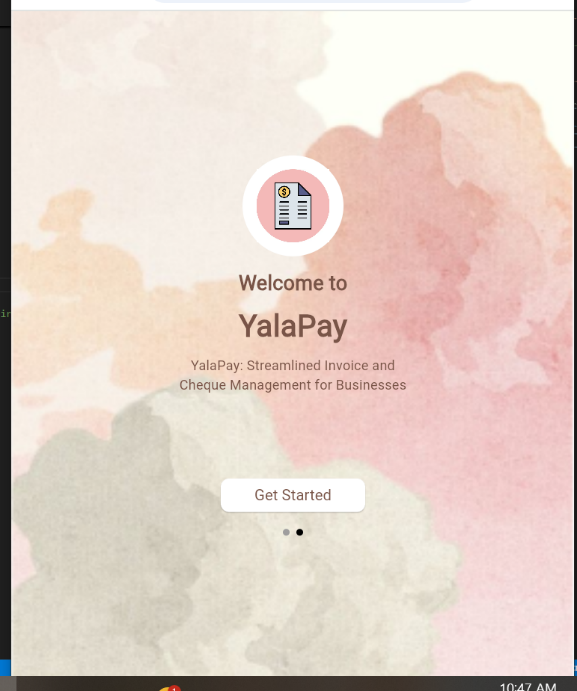 Welcome to
YalaPay
YalaPay: Streamlined Invoice and
Cheque Management for Businesses
Get Started
10:47 AM